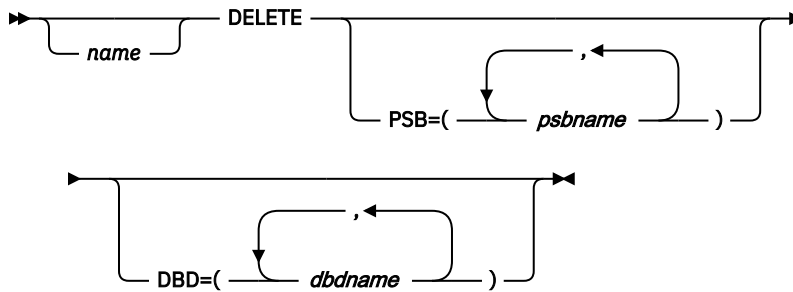 DELETE
name
,
PSB=( psbname )
,
DBD=( dbdname )